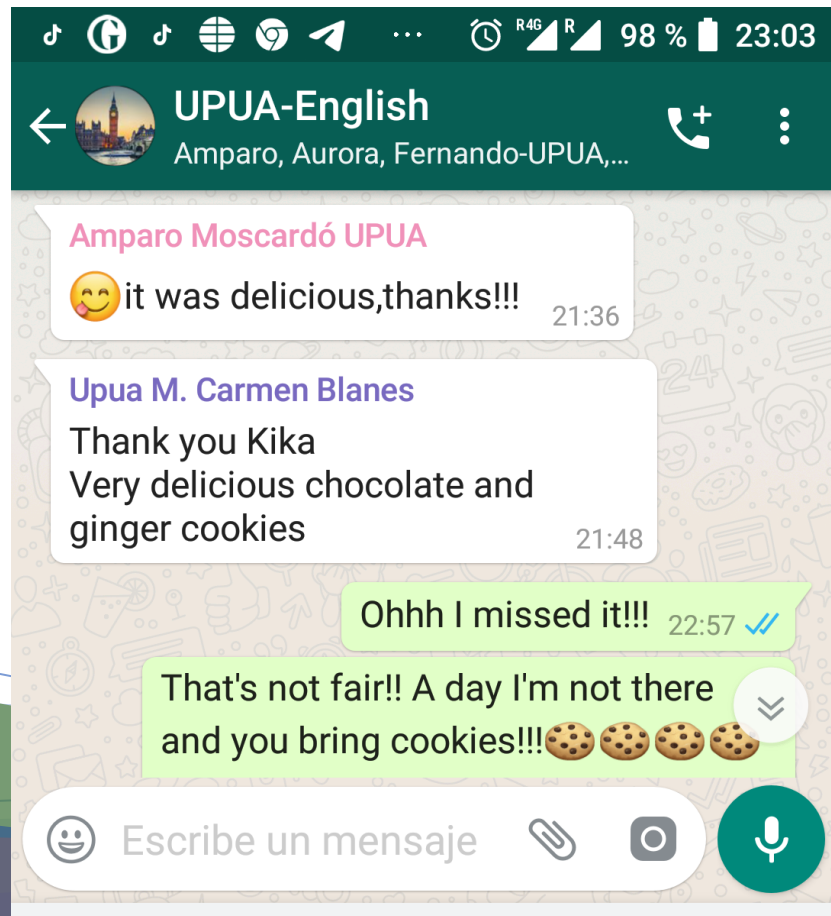 R4G R 98 % 23:03
UPUA-English
Amparo, Aurora, Fernando-UPUA,...
Amparo Moscardó UPUA
😋it was delicious,thanks!!!
21:36
Upua M. Carmen Blanes
Thank you Kika
Very delicious chocolate and
ginger cookies
21:48
Ohhh I missed it!!! 22:57
That's not fair!! A day I'm not there
and you bring cookies!!!🍪🍪🍪🍪
Escribe un mensaje